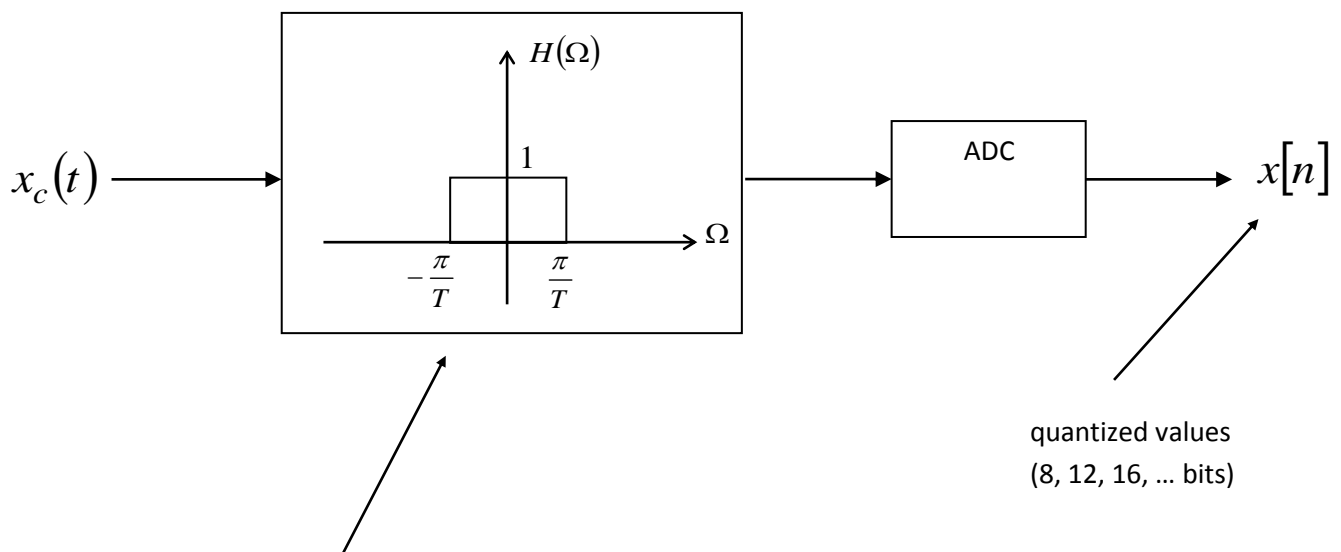 H(Ω)
1
ADC
x_c(t)
x[n]
Ω
-π/T
π/T
quantized values
(8, 12, 16, … bits)